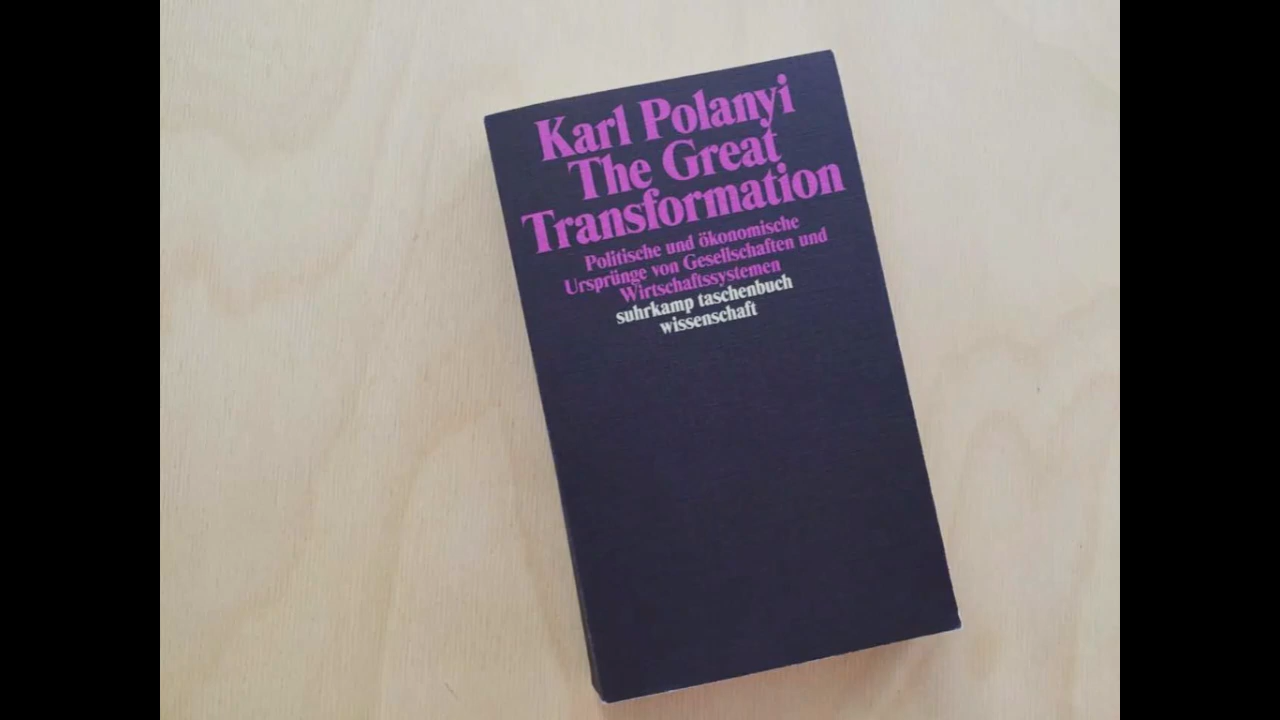 Karl Polanyi
The Great
Transformation
Politische und ökonomische
Ursprünge von Gesellschaften und
Wirtschaftssystemen
suhrkamp taschenbuch
wissenschaft